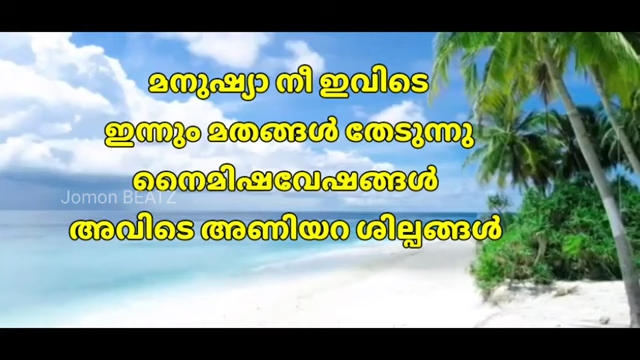 മനുഷ്യാ നീ ഇവിടെ
ഇന്നും മതങ്ങൾ തേടുന്നു
നൈമിഷവേഷങ്ങൾ
Jomon BEATZ
അവിടെ അണിയറ ശില്പങ്ങൾ